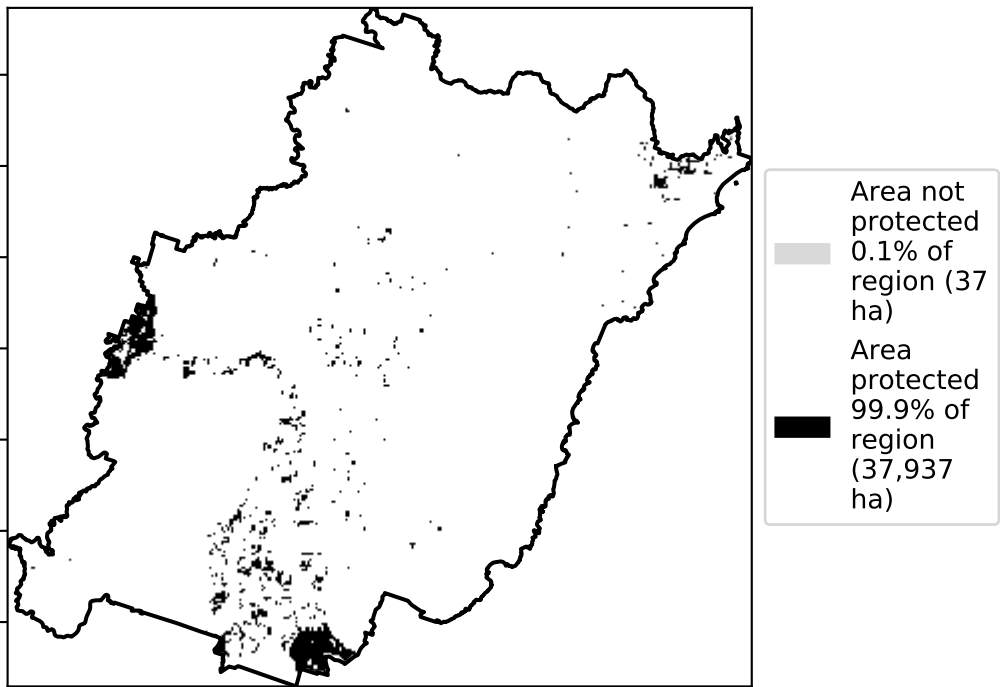 Area not
protected
0.1% of
region (37
ha)
Area
protected
99.9% of
region
(37,937
ha)